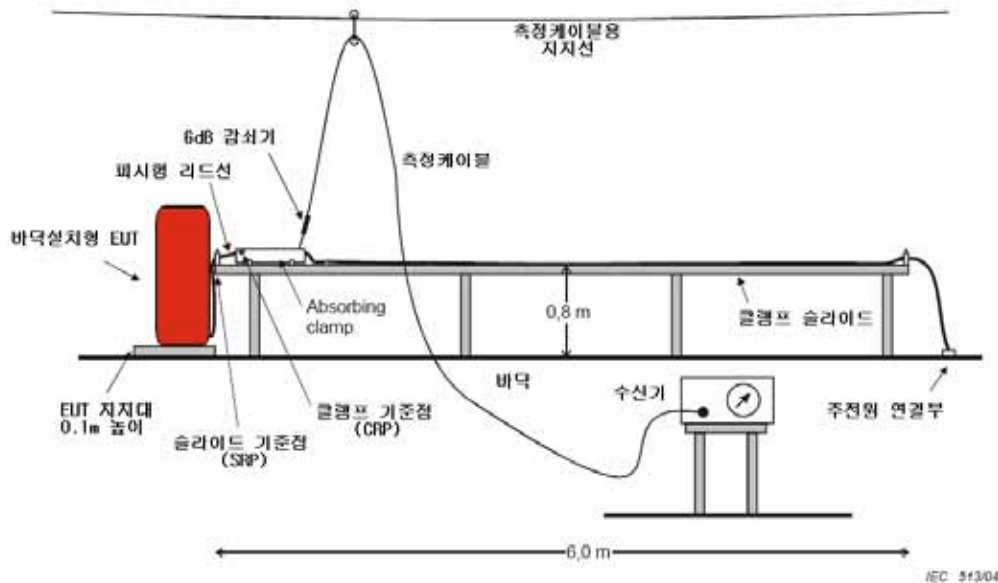 측정케이블용
지지선
6dB 감쇠기
측정케이블
피시형 리드선
바닥설치형 EUT
Absorbing
clamp
0,8 m
클램프 슬라이드
바닥
수신기
EUT 지지대
0.1m 높이
클램프 기준점
(CRP)
슬라이드 기준점
(SRP)
주전원 연결부
6,0 m
IEC 513/04